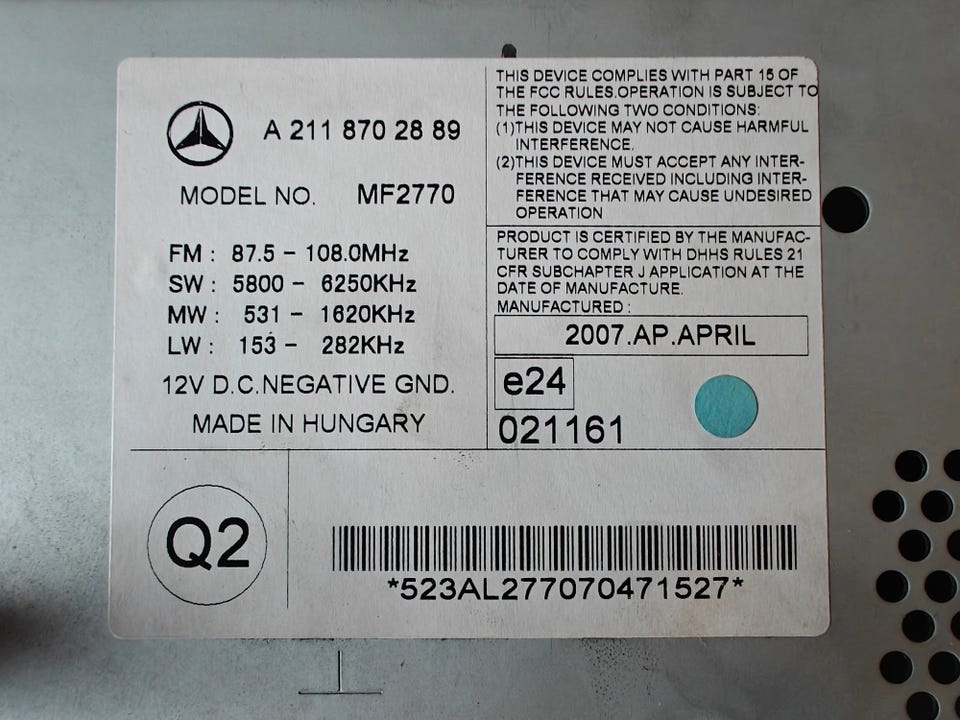 A 211 870 28 89
MODEL NO. MF2770
FM : 87.5 – 108.0MHz
SW : 5800 – 6250KHz
MW : 531 – 1620KHz
LW : 153 – 282KHz
12V D.C.NEGATIVE GND.
MADE IN HUNGARY
THIS DEVICE COMPLIES WITH PART 15 OF
THE FCC RULES.OPERATION IS SUBJECT TO
THE FOLLOWING TWO CONDITIONS:
(1)THIS DEVICE MAY NOT CAUSE HARMFUL
INTERFERENCE.
(2)THIS DEVICE MUST ACCEPT ANY INTER-
FERENCE RECEIVED INCLUDING INTER-
FERENCE THAT MAY CAUSE UNDESIRED
OPERATION
PRODUCT IS CERTIFIED BY THE MANUFAC-
TURER TO COMPLY WITH DHHS RULES 21
CFR SUBCHAPTER J APPLICATION AT THE
DATE OF MANUFACTURE.
MANUFACTURED :
2007.AP.APRIL
e24
021161
Q2
*523AL277070471527*